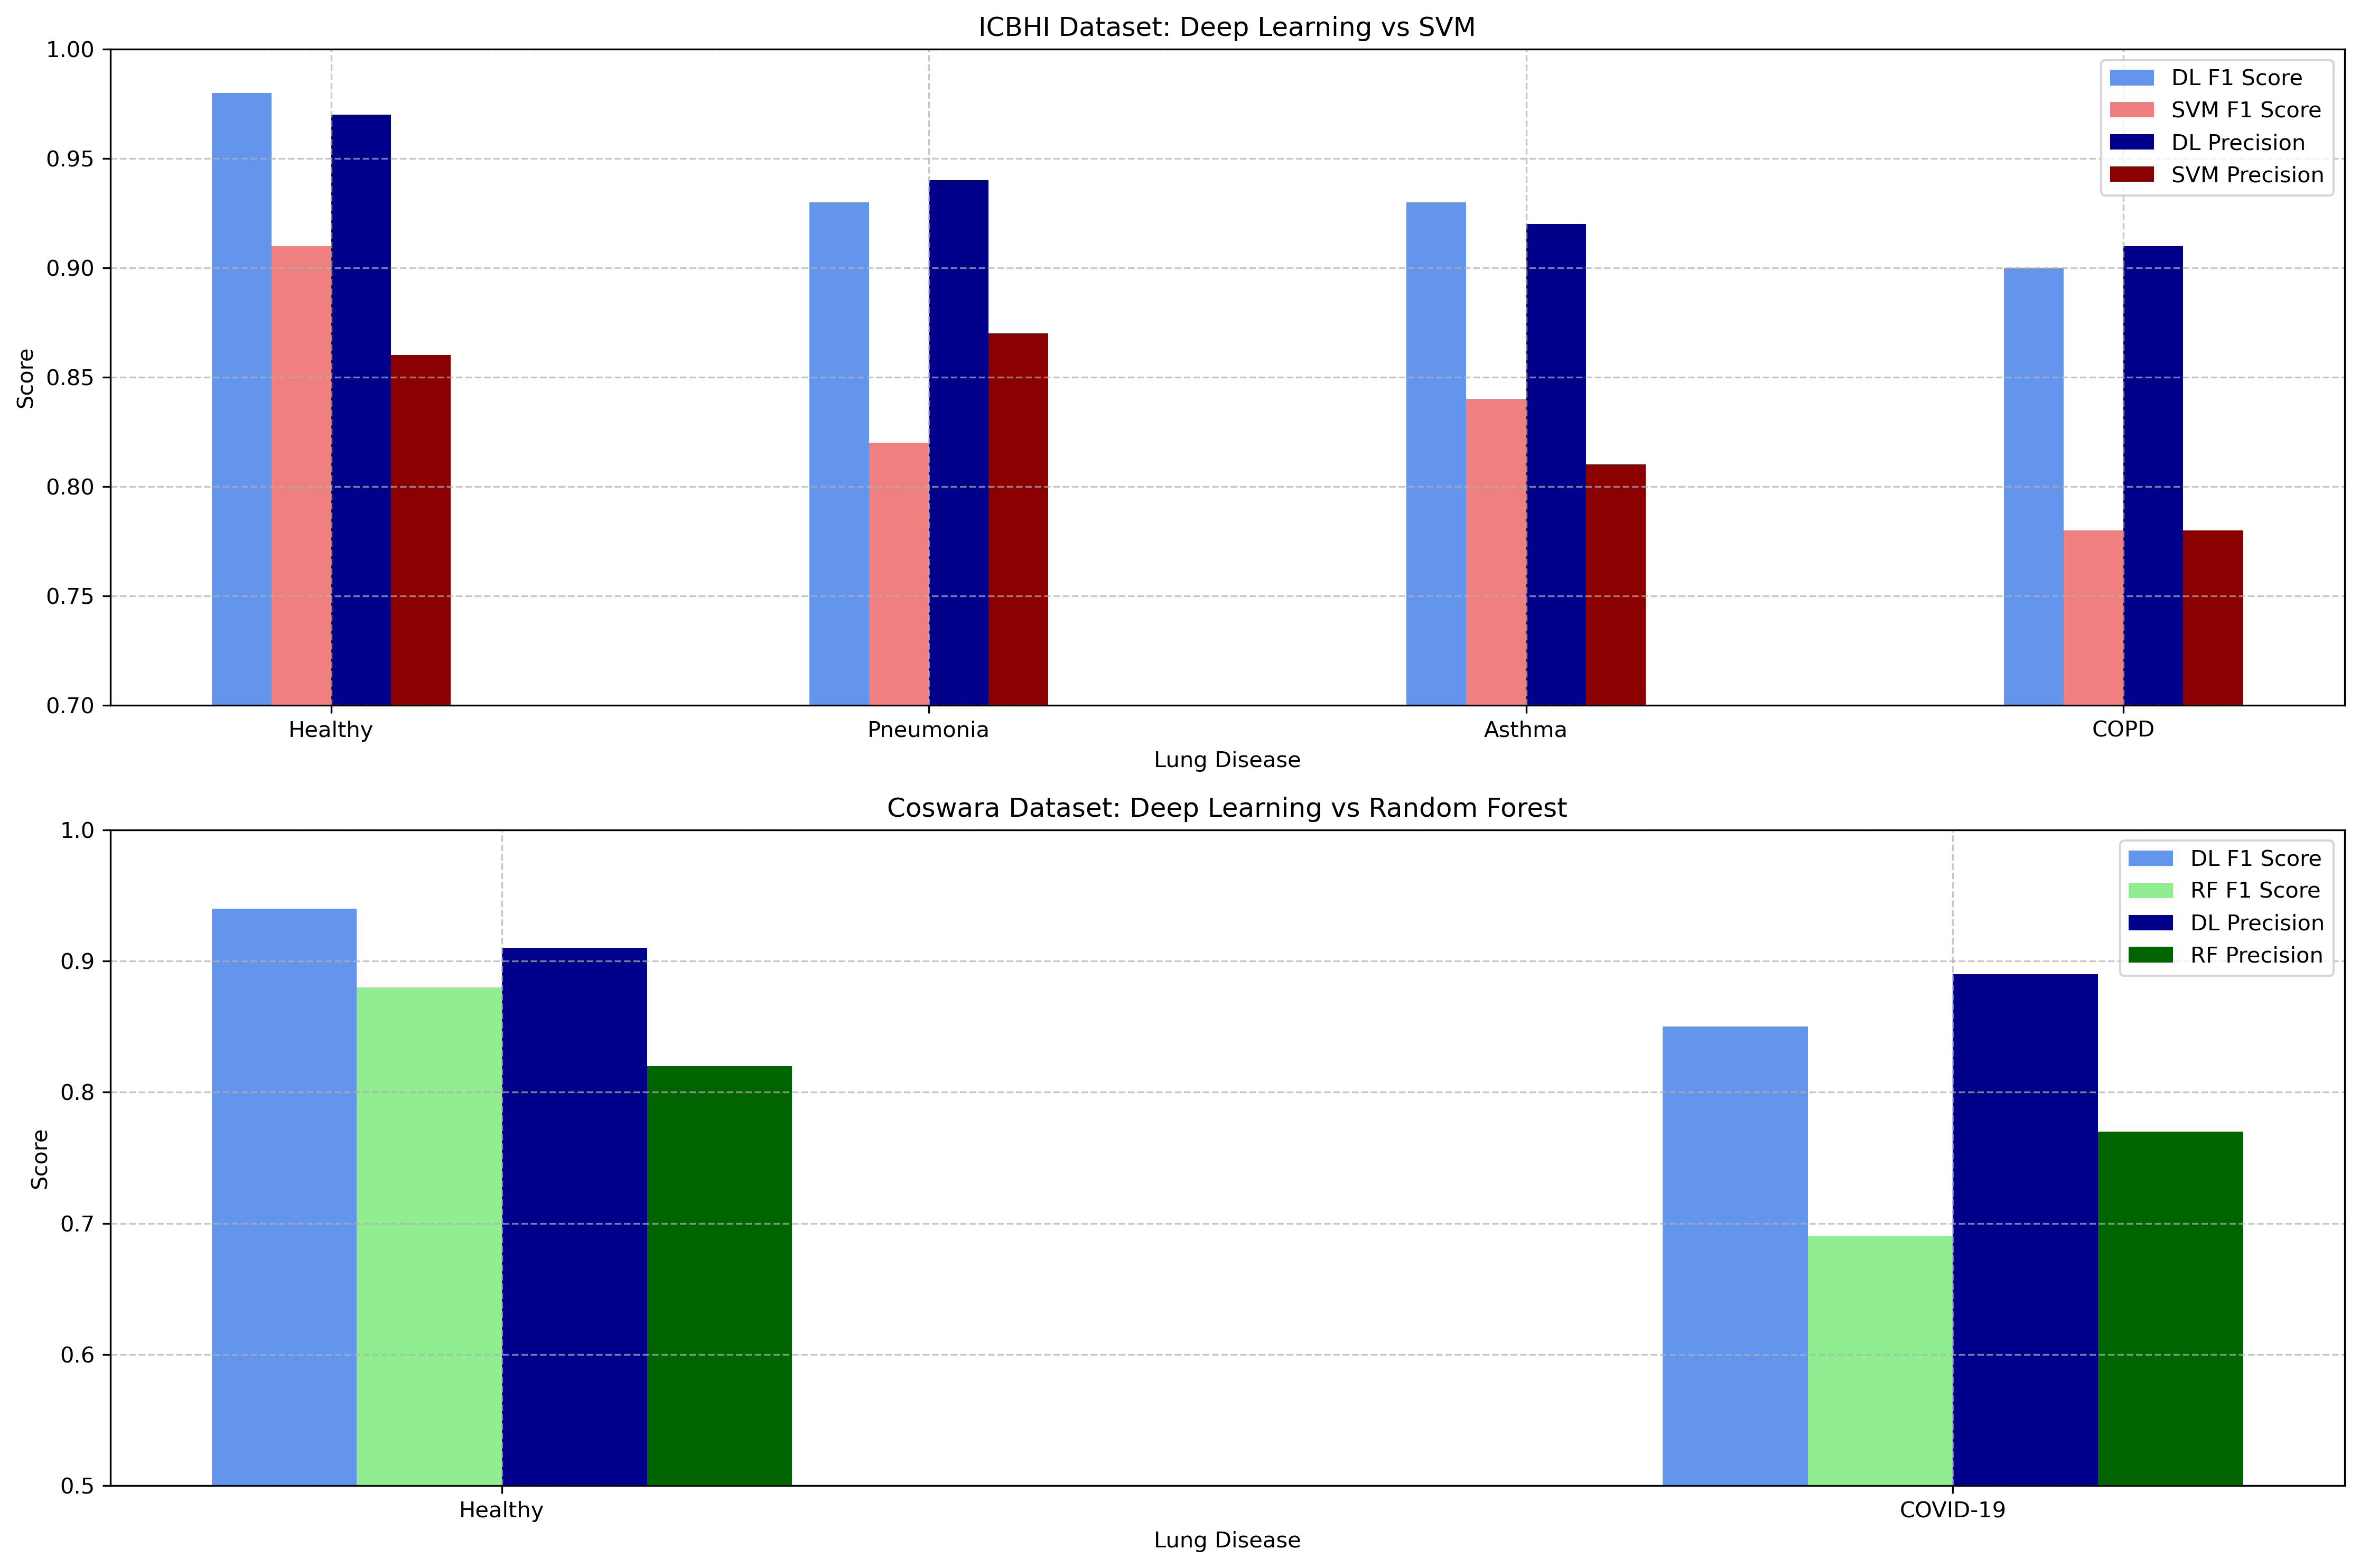 ICBHI Dataset: Deep Learning vs SVM
1.00
0.95
0.90
0.85
0.80
0.75
0.70
Score
DL F1 Score
SVM F1 Score
DL Precision
SVM Precision
Healthy
Pneumonia
Asthma
COPD
Lung Disease
Coswara Dataset: Deep Learning vs Random Forest
1.0
0.9
0.8
0.7
0.6
0.5
Score
DL F1 Score
RF F1 Score
DL Precision
RF Precision
Healthy
COVID-19
Lung Disease